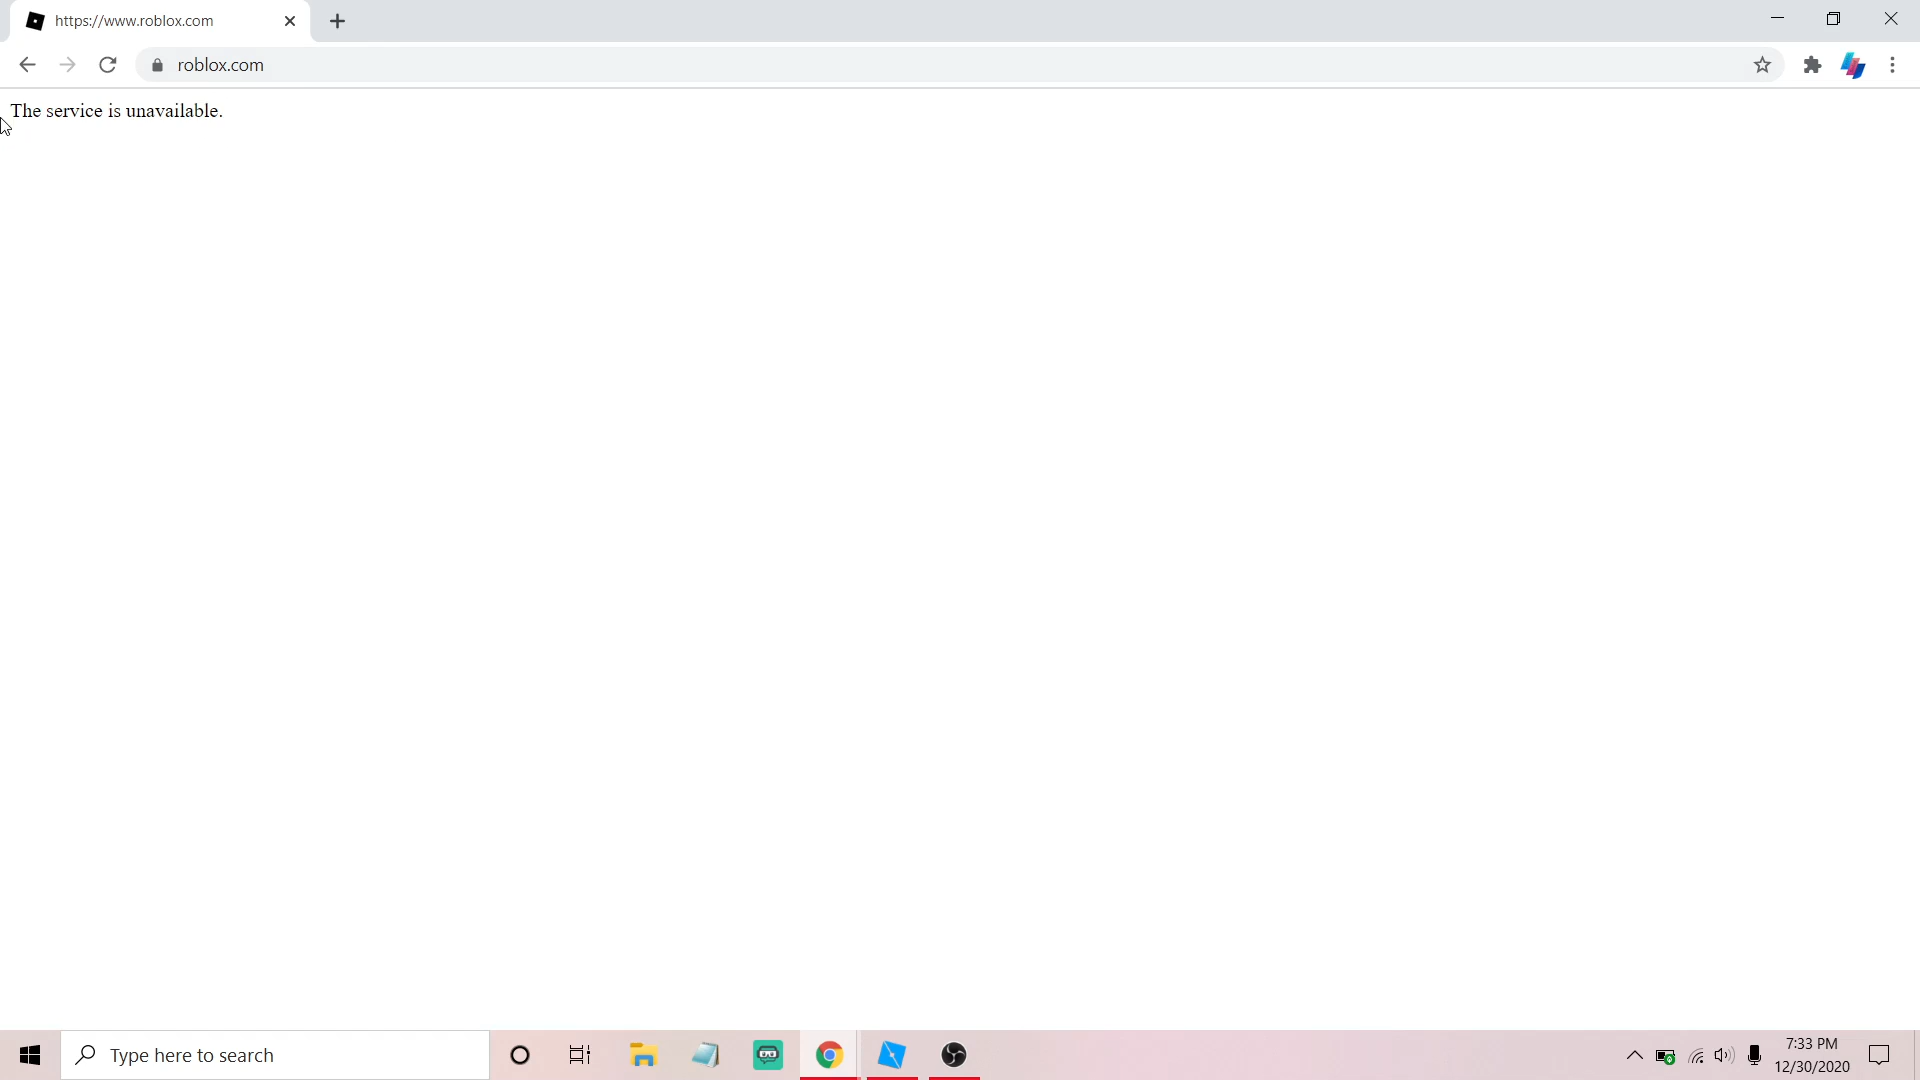 https://www.roblox.com
roblox.com
The service is unavailable.
Type here to search
7:33 PM
12/30/2020